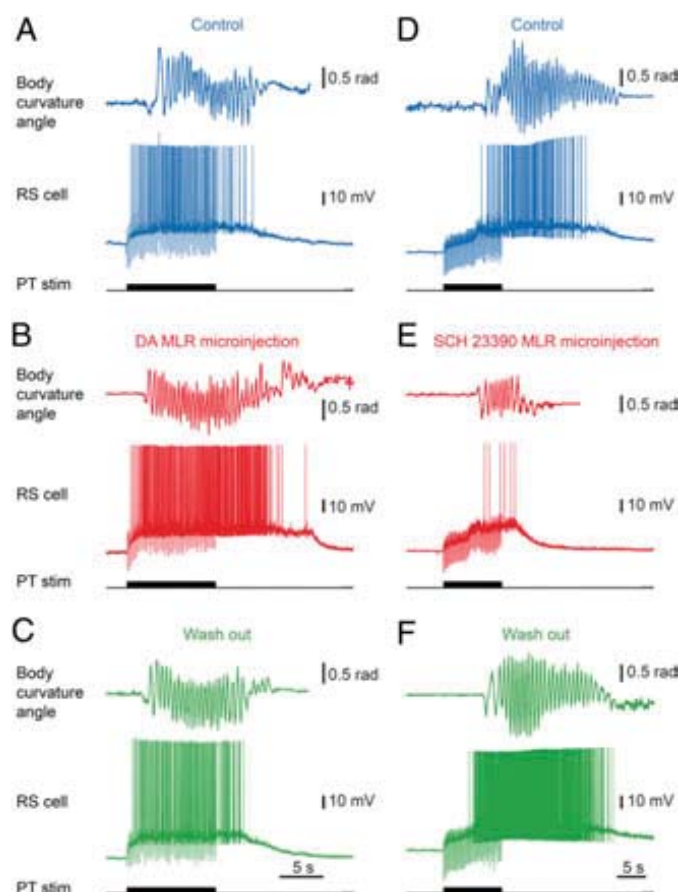 A
Control
Body
curvature
angle
0.5 rad
RS cell
10 mV
PT stim
D
Control
0.5 rad
10 mV
B
DA MLR microinjection
Body
curvature
angle
0.5 rad
RS cell
10 mV
PT stim
E
SCH 23390 MLR microinjection
0.5 rad
10 mV
C
Wash out
Body
curvature
angle
0.5 rad
RS cell
10 mV
5 s
PT stim
F
Wash out
0.5 rad
10 mV
5 s